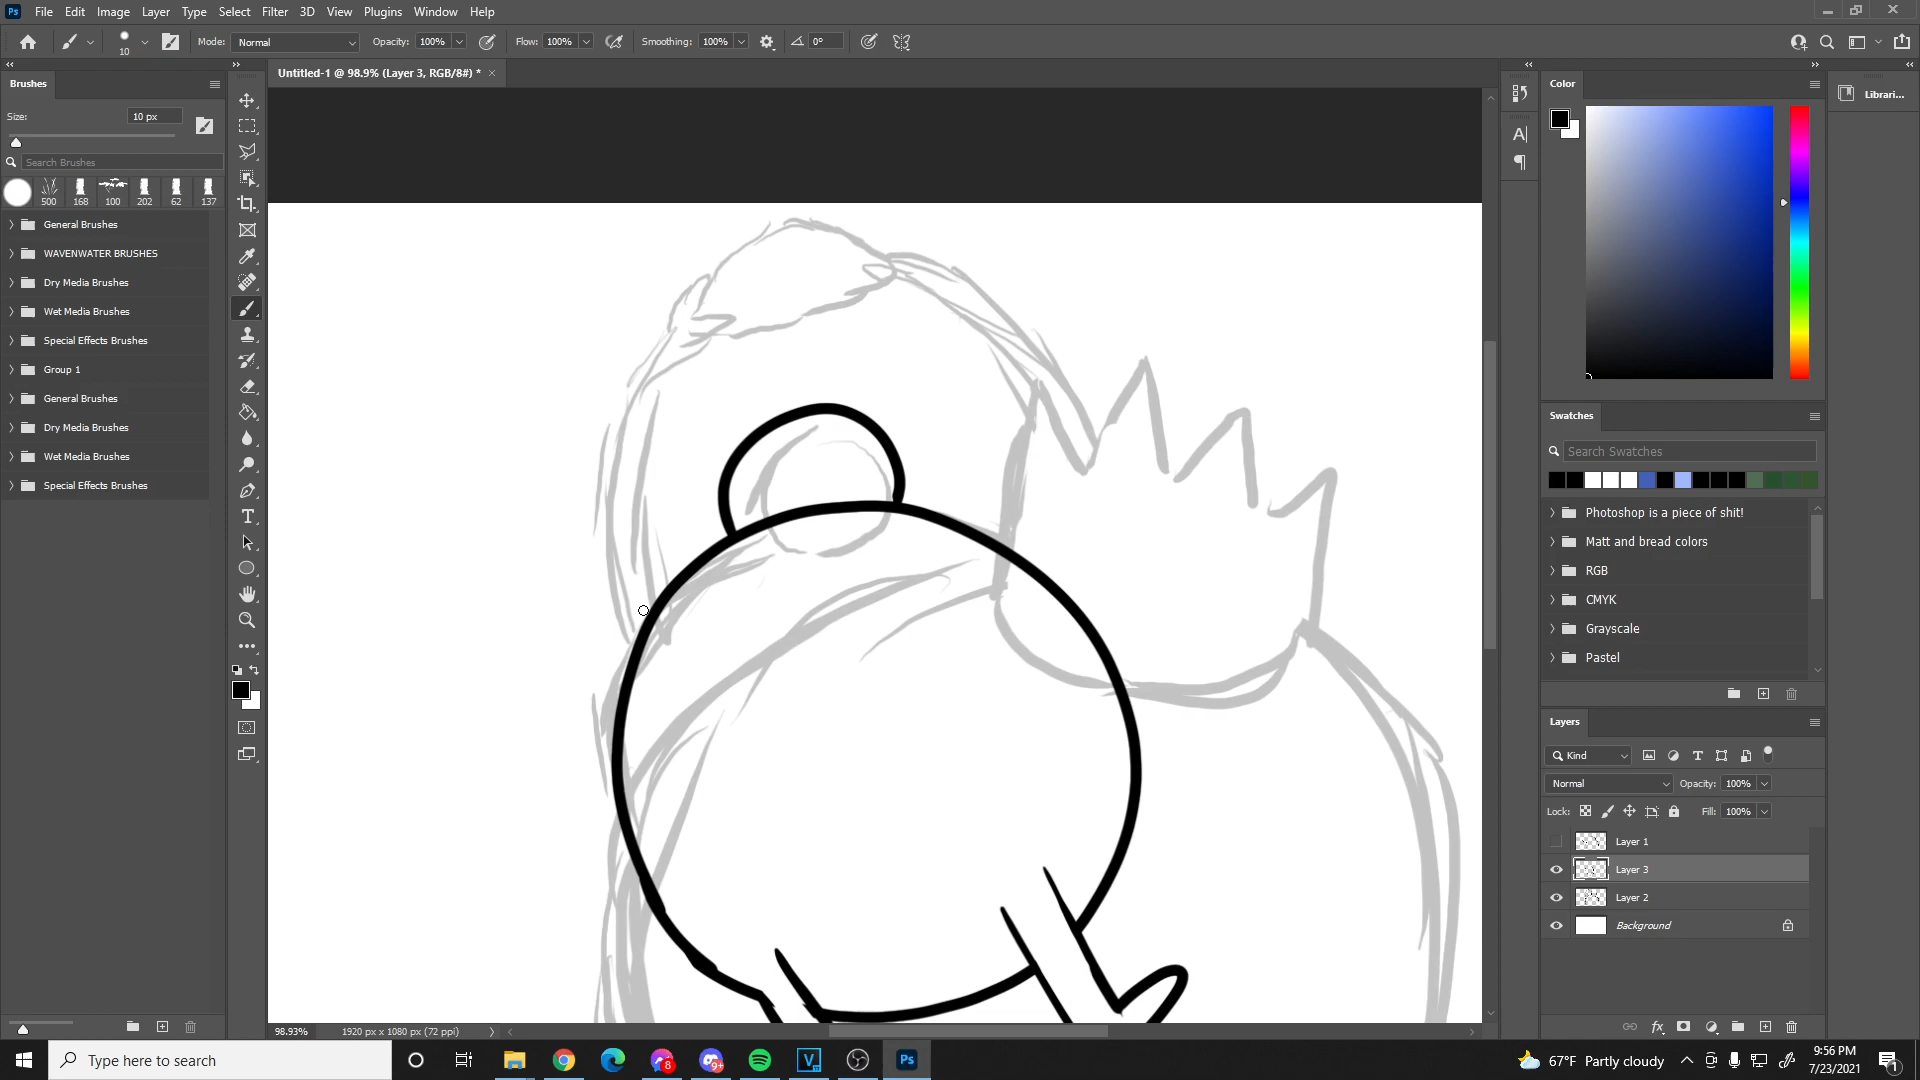 Ps File Edit Image Layer Type Select Filter 3D View Plugins Window Help
10 Mode: Normal Opacity: 100% Flow: 100% Smoothing: 100% 0°
Brushes
Size: 10 px
Search Brushes
500 168 100 202 62 137
General Brushes
WAVENWATER BRUSHES
Dry Media Brushes
Wet Media Brushes
Special Effects Brushes
Group 1
General Brushes
Dry Media Brushes
Wet Media Brushes
Special Effects Brushes
Untitled-1 @ 98.9% (Layer 3, RGB/8#) *
98.93% 1920 px x 1080 px (72 ppi)
Color
Librari...
Swatches
Search Swatches
Photoshop is a piece of shit!
Matt and bread colors
RGB
CMYK
Grayscale
Pastel
Layers
Kind
Normal Opacity: 100%
Lock: Fill: 100%
Layer 1
Layer 3
Layer 2
Background
Type here to search
8
9+
V
Ps
67°F Partly cloudy
9:56 PM
7/23/2021
1